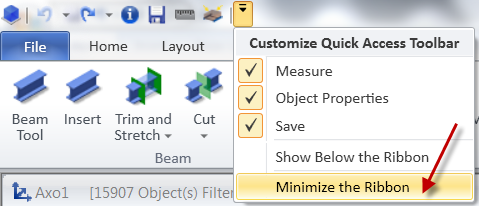 File Home Layout
Customize Quick Access Toolbar
Measure
Object Properties
Save
Show Below the Ribbon
Minimize the Ribbon
Beam Tool
Insert
Trim and Stretch
Cut
Beam
Axo1 [15907 Object(s) Filter